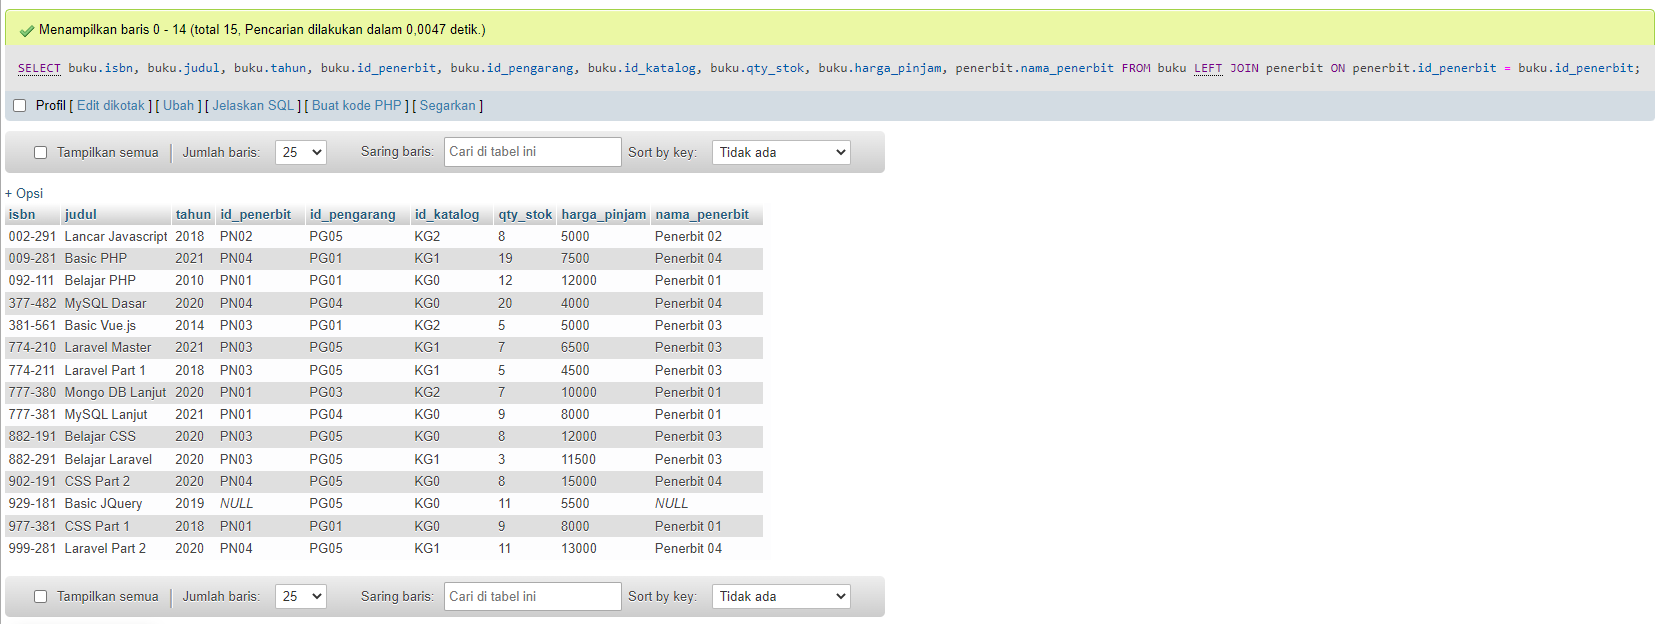 Menampilkan baris 0 - 14 (total 15, Pencarian dilakukan dalam 0,0047 detik.)
SELECT buku.isbn, buku.judul, buku.tahun, buku.id_penerbit, buku.id_pengarang, buku.id_katalog, buku.qty_stok, buku.harga_pinjam, penerbit.nama_penerbit FROM buku LEFT JOIN penerbit ON penerbit.id_penerbit = buku.id_penerbit;
Profil [ Edit dikotak ] [ Ubah ] [ Jelaskan SQL ] [ Buat kode PHP ] [ Segarkan ]
Tampilkan semua | Jumlah baris: 25 Saring baris: Cari di tabel ini Sort by key: Tidak ada
+ Opsi
isbn judul tahun id_penerbit id_pengarang id_katalog qty_stok harga_pinjam nama_penerbit
002-291 Lancar Javascript 2018 PN02 PG05 KG2 8 5000 Penerbit 02
009-281 Basic PHP 2021 PN04 PG01 KG1 19 7500 Penerbit 04
092-111 Belajar PHP 2010 PN01 PG01 KG0 12 12000 Penerbit 01
377-482 MySQL Dasar 2020 PN04 PG04 KG0 20 4000 Penerbit 04
381-561 Basic Vue.js 2014 PN03 PG01 KG2 5 5000 Penerbit 03
774-210 Laravel Master 2021 PN03 PG05 KG1 7 6500 Penerbit 03
774-211 Laravel Part 1 2018 PN03 PG05 KG1 5 4500 Penerbit 03
777-380 Mongo DB Lanjut 2020 PN01 PG03 KG2 7 10000 Penerbit 01
777-381 MySQL Lanjut 2021 PN01 PG04 KG0 9 8000 Penerbit 01
882-191 Belajar CSS 2020 PN03 PG05 KG0 8 12000 Penerbit 03
882-291 Belajar Laravel 2020 PN03 PG05 KG1 3 11500 Penerbit 03
902-191 CSS Part 2 2020 PN04 PG05 KG0 8 15000 Penerbit 04
929-181 Basic JQuery 2019 NULL PG05 KG0 11 5500 NULL
977-381 CSS Part 1 2018 PN01 PG01 KG0 9 8000 Penerbit 01
999-281 Laravel Part 2 2020 PN04 PG05 KG1 11 13000 Penerbit 04
Tampilkan semua | Jumlah baris: 25 Saring baris: Cari di tabel ini Sort by key: Tidak ada